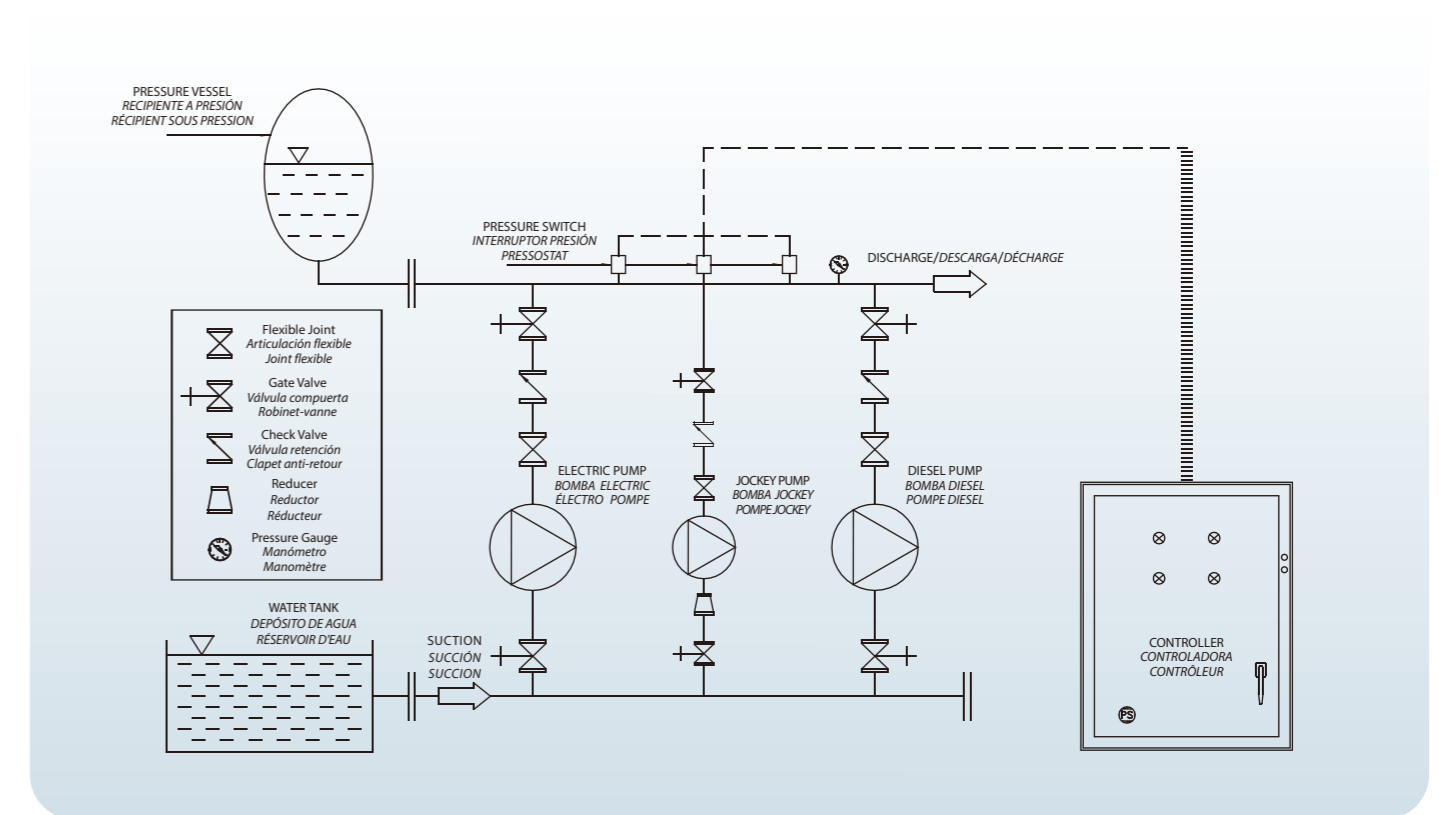 PRESSURE VESSEL
RECIPIENTE A PRESIÓN
RÉCIPIENT SOUS PRESSION
PRESSURE SWITCH
INTERRUPTOR PRESIÓN
PRESSOSTAT
DISCHARGE/DESCARGA/DÉCHARGE
Flexible Joint
Articulación flexible
Joint flexible
Gate Valve
Válvula compuerta
Robinet-vanne
Check Valve
Válvula retención
Clapet anti-retour
Reducer
Reductor
Réducteur
Pressure Gauge
Manómetro
Manomètre
ELECTRIC PUMP
BOMBA ELECTRIC
ÉLECTRO POMPE
JOCKEY PUMP
BOMBA JOCKEY
POMPE JOCKEY
DIESEL PUMP
BOMBA DIESEL
POMPE DIESEL
WATER TANK
DEPÓSITO DE AGUA
RÉSERVOIR D'EAU
SUCTION
SUCCIÓN
SUCCION
CONTROLLER
CONTROLADORA
CONTRÔLEUR
PS